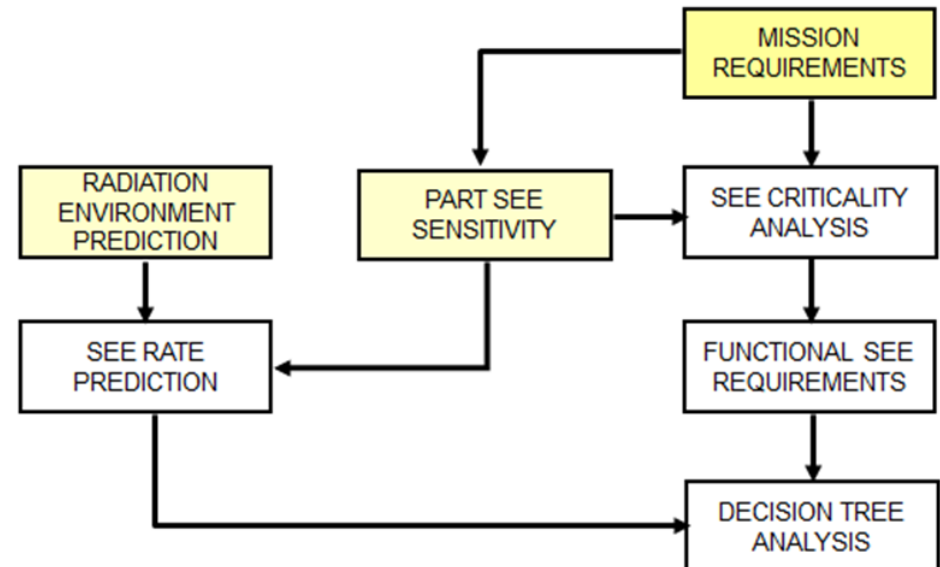 MISSION
REQUIREMENTS
RADIATION
ENVIRONMENT
PREDICTION
PART SEE
SENSITIVITY
SEE CRITICALITY
ANALYSIS
SEE RATE
PREDICTION
FUNCTIONAL SEE
REQUIREMENTS
DECISION TREE
ANALYSIS